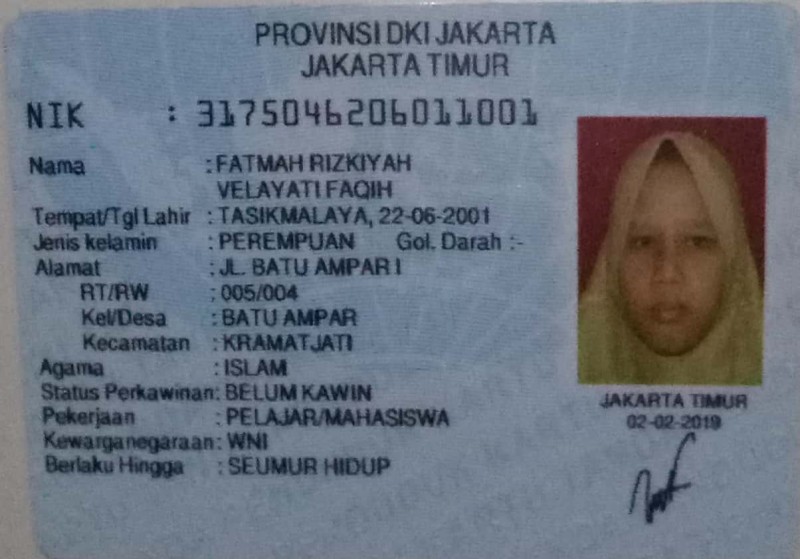 PROVINSI DKI JAKARTA
JAKARTA TIMUR
NIK : 3175046206011001
Nama : FATMAH RIZKIYAH
VELAYATI FAQIH
Tempat/Tgl Lahir : TASIKMALAYA, 22-06-2001
Jenis kelamin : PEREMPUAN Gol. Darah :-
Alamat : JL. BATU AMPAR I
RT/RW : 005/004
Kel/Desa : BATU AMPAR
Kecamatan : KRAMATJATI
Agama : ISLAM
Status Perkawinan: BELUM KAWIN
Pekerjaan : PELAJAR/MAHASISWA
Kewarganegaraan: WNI
Berlaku Hingga : SEUMUR HIDUP
JAKARTA TIMUR
02-02-2019